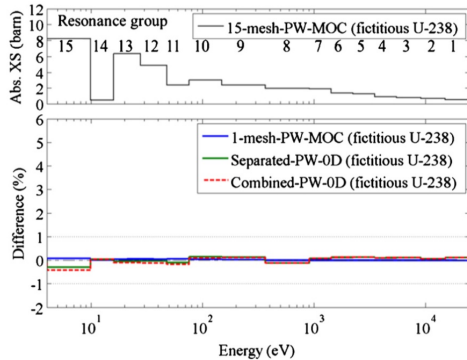 Resonance group
15-mesh-PW-MOC (fictitious U-238)
15 14 13 12 11 10 9 8 7 6 5 4 3 2 1
Abs. XS (barn)
12
10
8
6
4
2
0
1-mesh-PW-MOC (fictitious U-238)
Separated-PW-0D (fictitious U-238)
Combined-PW-0D (fictitious U-238)
Difference (%)
6
5
4
3
2
1
0
-1
-2
10¹ 10² 10³ 10⁴
Energy (eV)